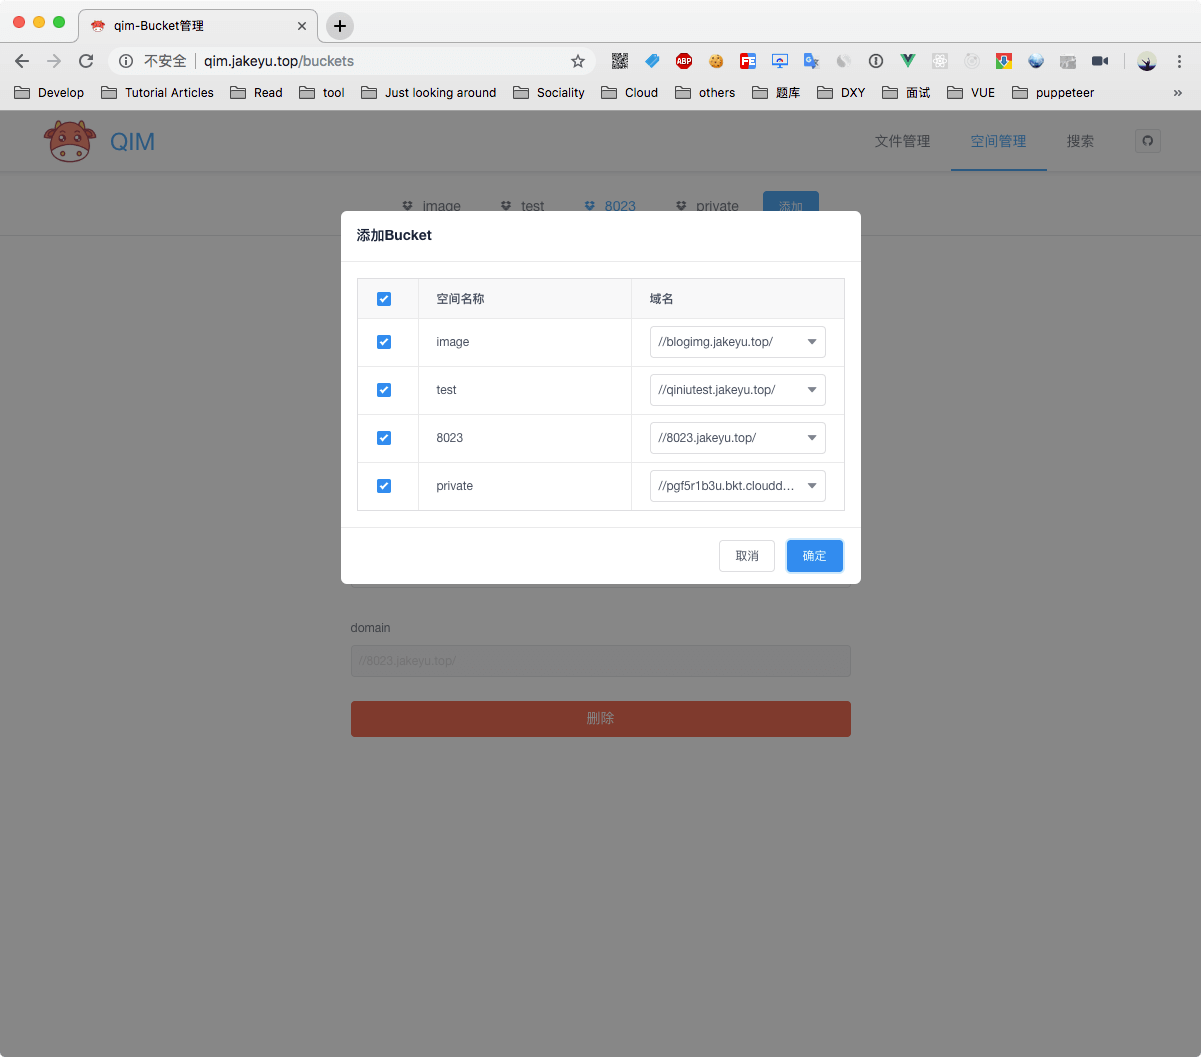 qim-Bucket管理
不安全 qim.jakeyu.top/buckets
Develop Tutorial Articles Read tool Just looking around Sociality Cloud others 题库 DXY 面试 VUE puppeteer »
QIM 文件管理 空间管理 搜索
image test 8023 private 添加
添加Bucket
空间名称 域名
image //blogimg.jakeyu.top/
test //qiniutest.jakeyu.top/
8023 //8023.jakeyu.top/
private //pgf5r1b3u.bkt.cloudd...
取消 确定
domain
//8023.jakeyu.top/
删除